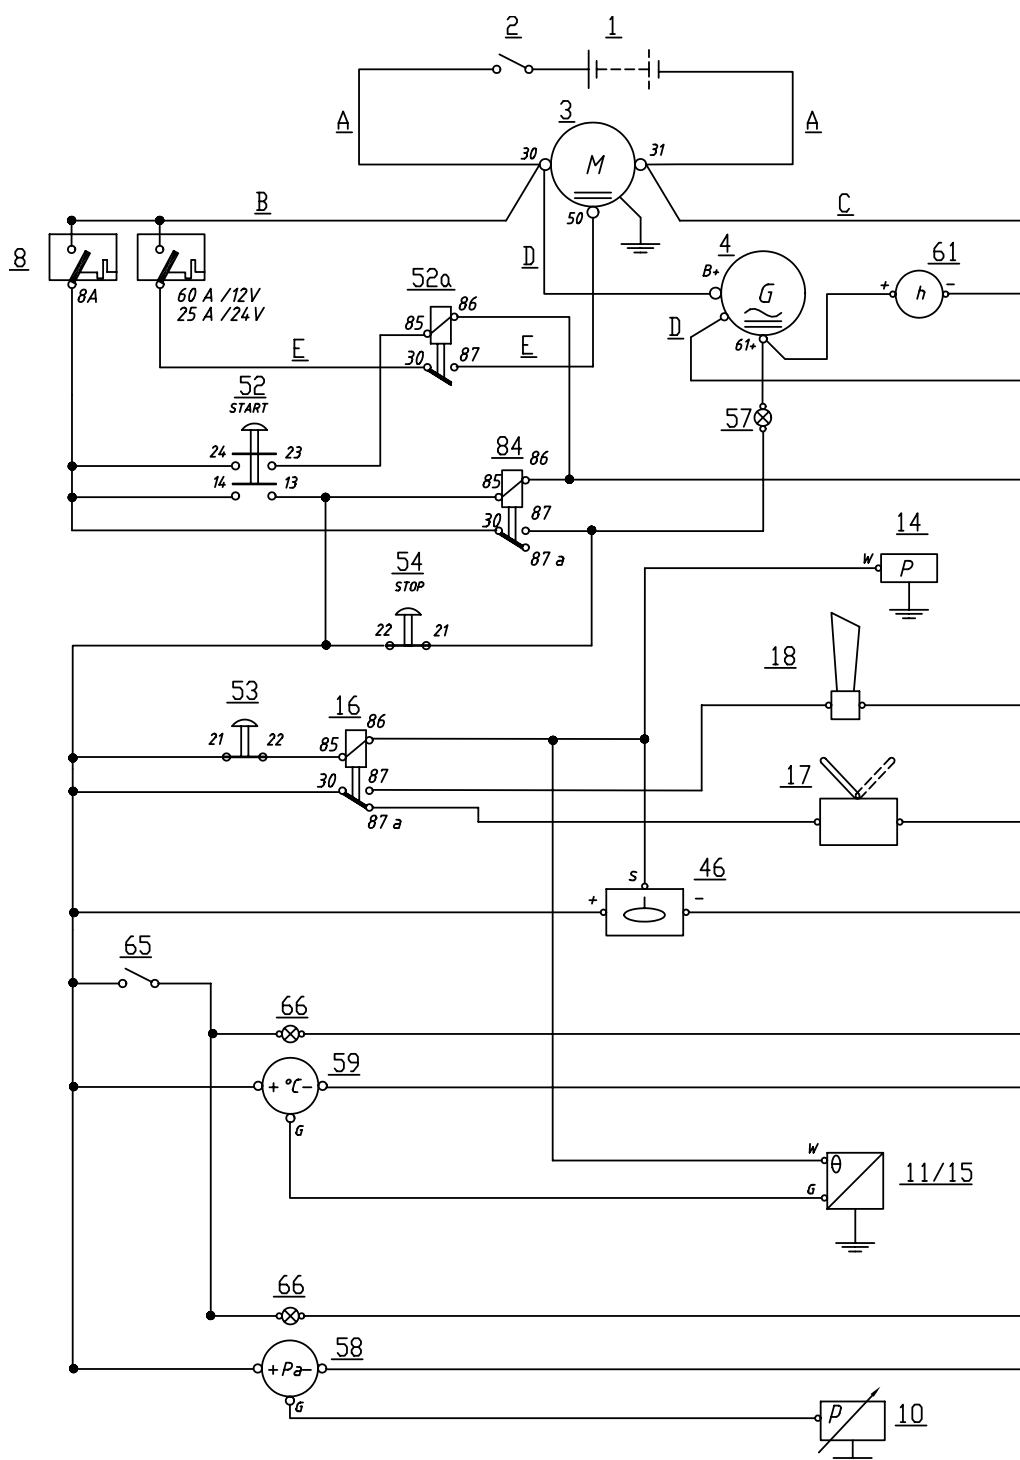 2
1
A
3
A
30
M
31
B
50
C
8
D
4
61
8A
60 A /12V
25 A /24V
52a
86
B+
G
+
h
-
85
D
E
30
87
E
61+
52
START
57
24
23
84
86
14
13
85
30
87
14
87 a
W
P
54
STOP
22
21
18
53
16
86
21
22
85
17
30
87
87 a
46
S
+
-
65
66
59
+ °C -
G
W
θ
11/15
G
66
58
+ Pa -
G
P
10